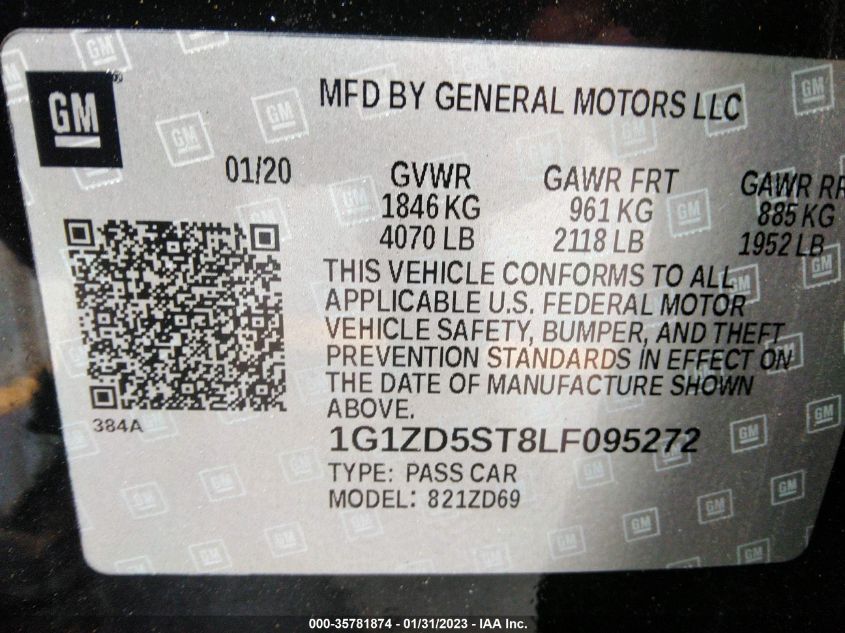 GM
MFD BY GENERAL MOTORS LLC
01/20
GVWR GAWR FRT GAWR RR
1846 KG 961 KG 885 KG
4070 LB 2118 LB 1952 LB
THIS VEHICLE CONFORMS TO ALL
APPLICABLE U.S. FEDERAL MOTOR
VEHICLE SAFETY, BUMPER, AND THEFT
PREVENTION STANDARDS IN EFFECT ON
THE DATE OF MANUFACTURE SHOWN
ABOVE.
384A
1G1ZD5ST8LF095272
TYPE: PASS CAR
MODEL: 821ZD69
000-35781874 - 01/31/2023 - IAA Inc.